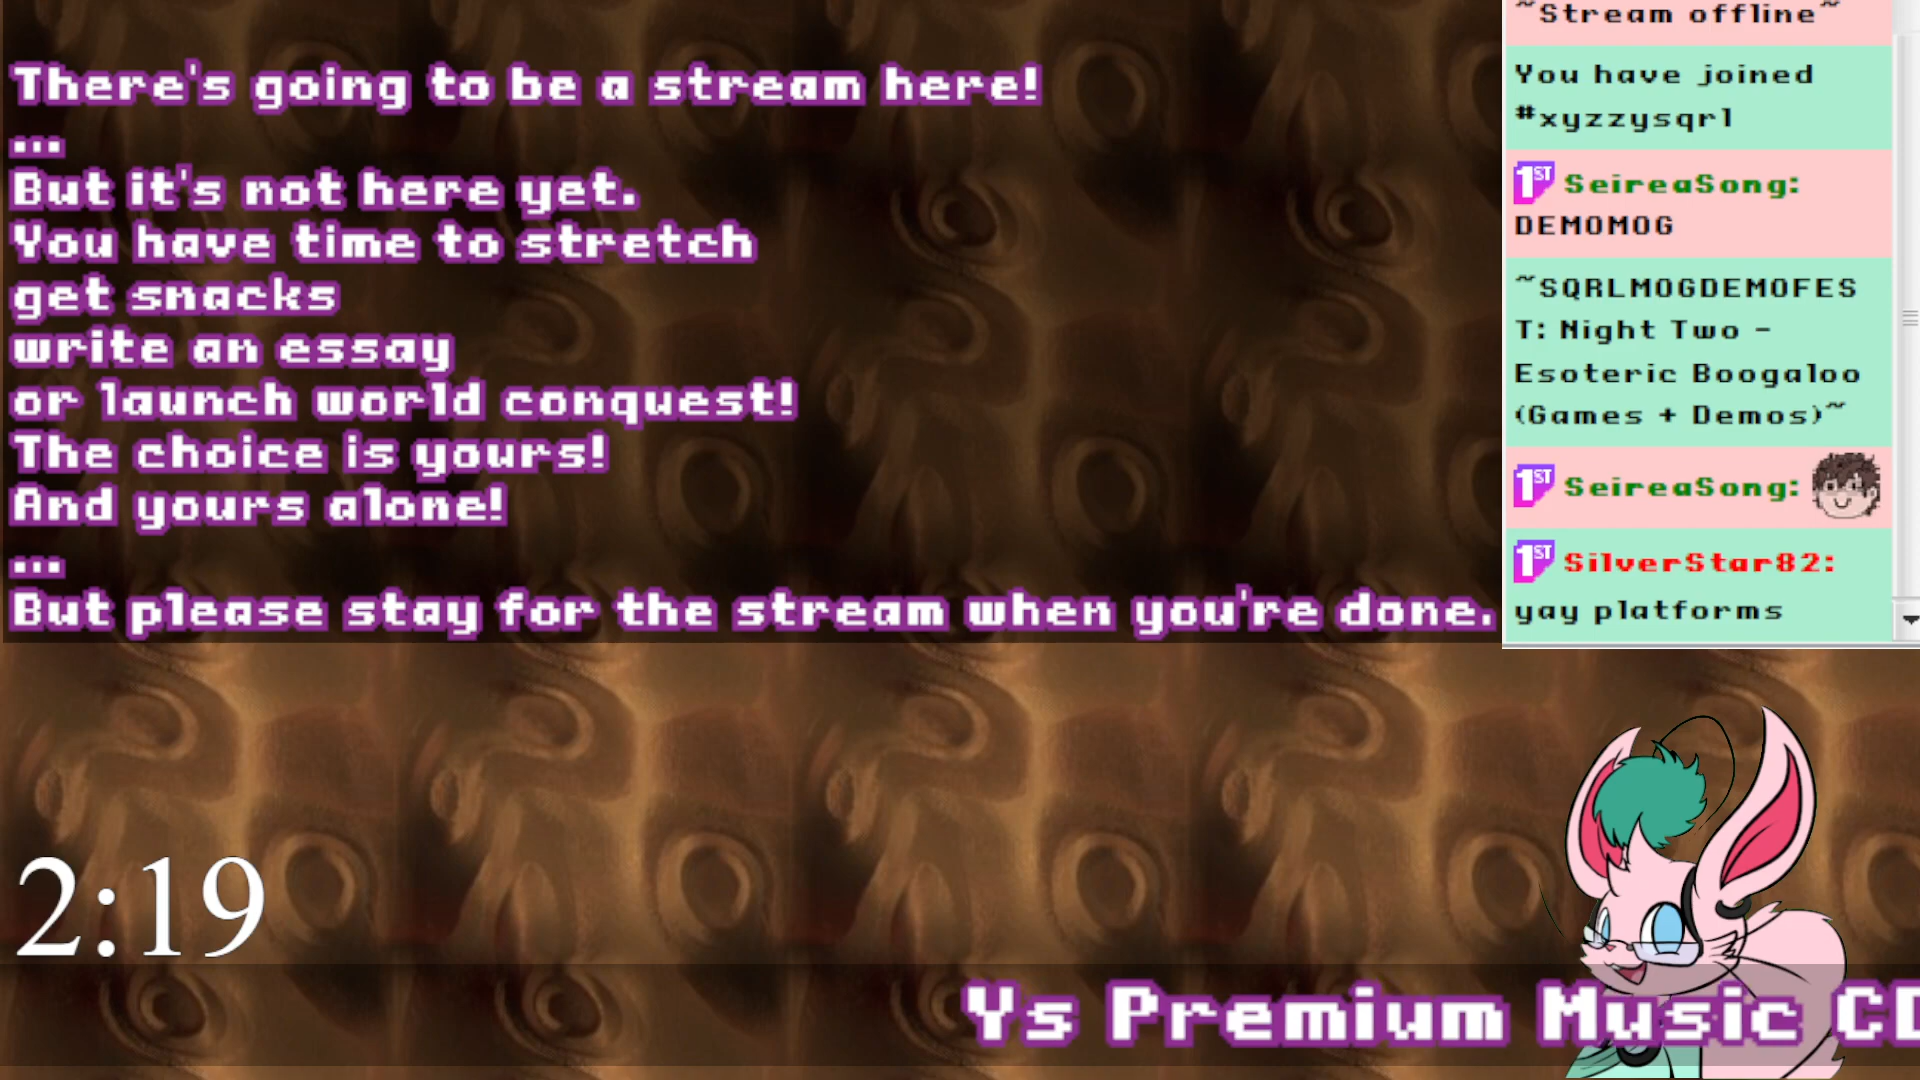 There's going to be a stream here!
...
But it's not here yet.
You have time to stretch
get snacks
write an essay
or launch world conquest!
The choice is yours!
And yours alone!
...
But please stay for the stream when you're done.
~Stream offline~
You have joined
#xyzzysqrl
1ST SeireaSong:
DEMOMOG
~SQRLMOGDEMOFES
T: Night Two -
Esoteric Boogaloo
(Games + Demos)~
1ST SeireaSong:
1ST SilverStar82:
yay platforms
2:19
Ys Premium Music CD